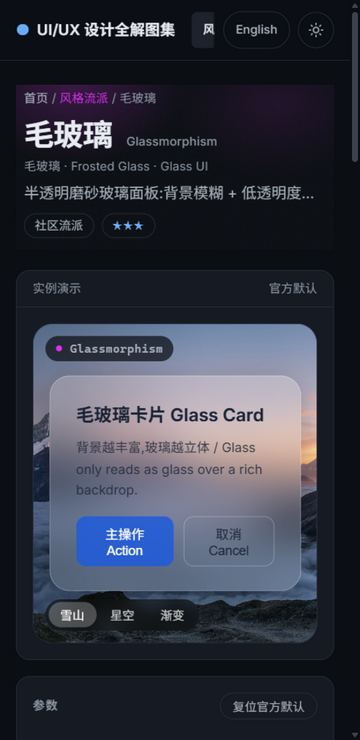 UI/UX 设计全解图集
风
English
首页 / 风格流派 / 毛玻璃
毛玻璃 Glassmorphism
毛玻璃 · Frosted Glass · Glass UI
半透明磨砂玻璃面板:背景模糊 + 低透明度...
社区流派 ★★★
实例演示 官方默认
Glassmorphism
毛玻璃卡片 Glass Card
背景越丰富,玻璃越立体 / Glass
only reads as glass over a rich
backdrop.
主操作
Action
取消
Cancel
雪山 星空 渐变
参数 复位官方默认